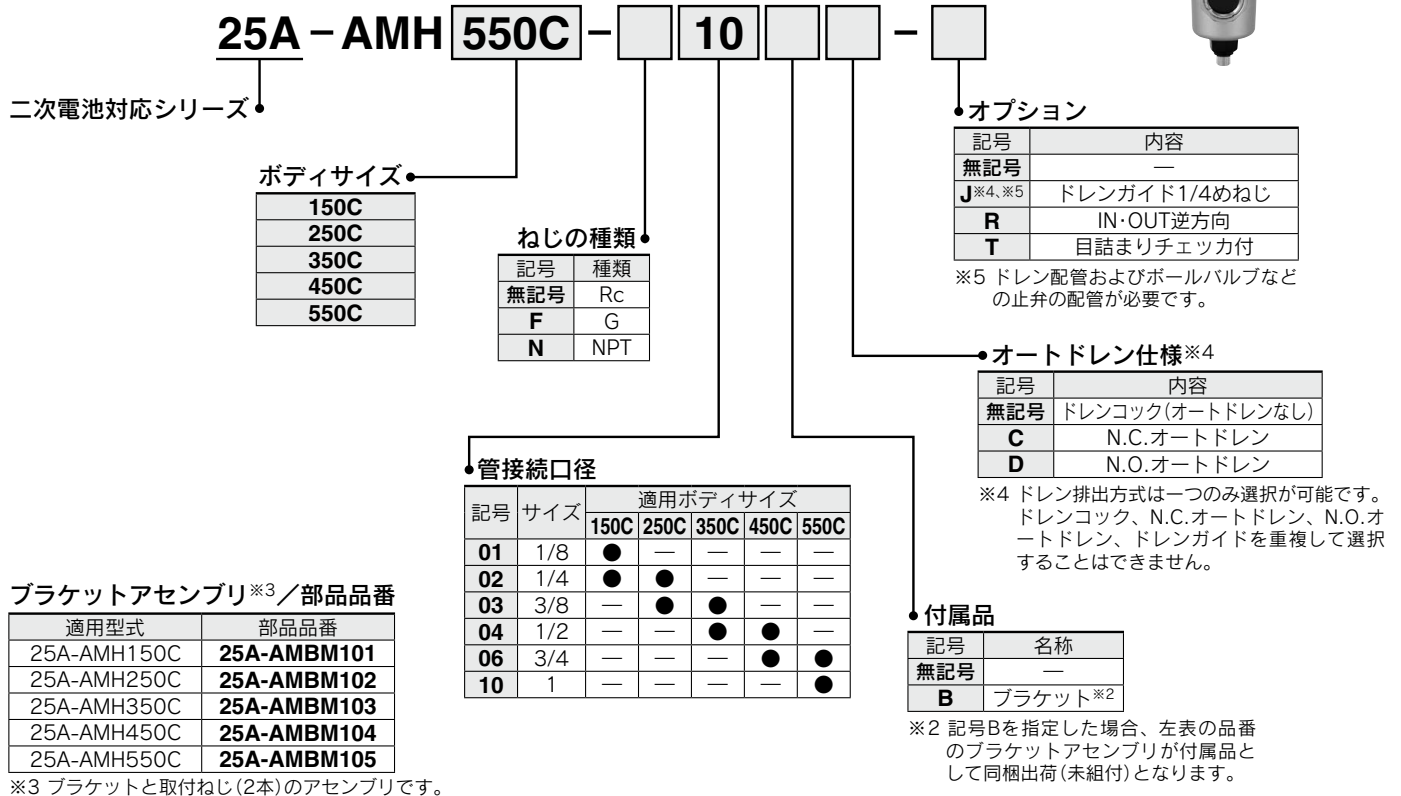 25A-AMH 550C - 10 -
二次電池対応シリーズ
ボディサイズ
150C
250C
350C
450C
550C
ねじの種類
記号 種類
無記号 Rc
F G
N NPT
オプション
記号 内容
無記号 —
J※4、※5 ドレンガイド1/4めねじ
R IN・OUT逆方向
T 目詰まりチェッカ付
※5 ドレン配管およびボールバルブなど
の止弁の配管が必要です。
オートドレン仕様※4
記号 内容
無記号 ドレンコック(オートドレンなし)
C N.C.オートドレン
D N.O.オートドレン
※4 ドレン排出方式は一つのみ選択が可能です。
ドレンコック、N.C.オートドレン、N.O.オ
ートドレン、ドレンガイドを重複して選択
することはできません。
管接続口径
記号 サイズ 適用ボディサイズ
150C 250C 350C 450C 550C
01 1/8 ● — — — —
02 1/4 ● ● — — —
03 3/8 — ● ● — —
04 1/2 — — ● ● —
06 3/4 — — — ● ●
10 1 — — — — ●
付属品
記号 名称
無記号 —
B ブラケット※2
※2 記号Bを指定した場合、左表の品番
のブラケットアセンブリが付属品と
して同梱出荷(未組付)となります。
ブラケットアセンブリ※3/部品品番
適用型式 部品品番
25A-AMH150C 25A-AMBM101
25A-AMH250C 25A-AMBM102
25A-AMH350C 25A-AMBM103
25A-AMH450C 25A-AMBM104
25A-AMH550C 25A-AMBM105
※3 ブラケットと取付ねじ(2本)のアセンブリです。